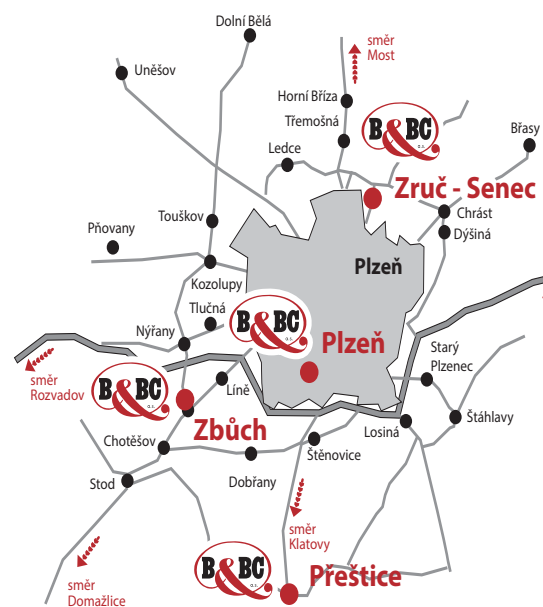 Dolní Bělá
směr
Most
Uněšov
Horní Bříza
Třemošná
B&BC
Břasy
Ledce
Zruč - Senec
Chrást
Touškov
Dýšiná
Pňovany
Plzeň
Kozolupy
Tlučná
B&BC
o.s.
Nýřany
Plzeň
Starý
Plzenec
směr
Rozvadov
B&BC
o.s.
Líně
Štáhlavy
Zbůch
Losiná
Chotěšov
Štěnovice
Stod
Dobřany
směr
Klatovy
B&BC
o.s.
Přeštice
směr
Domažlice